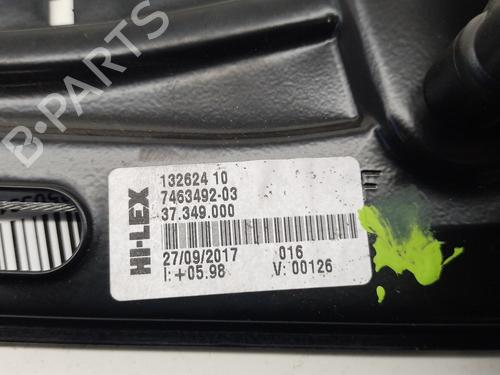 B-PARTS
HI-LEX
132624 10
7463492-03
37.349.000
27/09/2017 016
I: +05.98 V: 00126